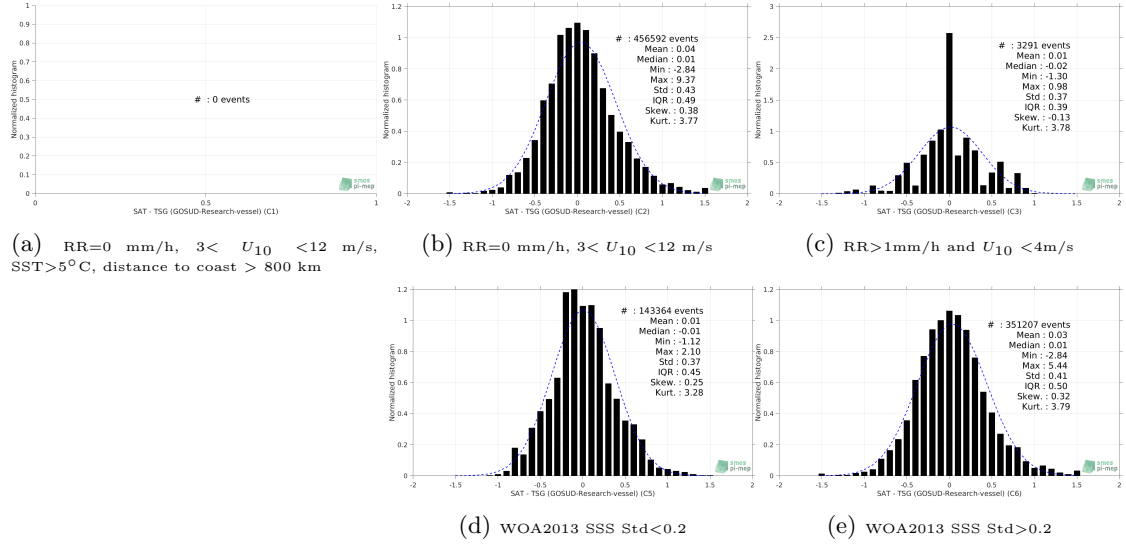 1
0.9
0.8
0.7
0.6
0.5
0.4
0.3
0.2
0.1
0
Normalized histogram
# : 0 events
0 0.5 1
SAT - TSG (GOSUD-Research-vessel) (C1)
smos
pi-mep
(a) RR=0 mm/h, 3< U10 <12 m/s,
SST>5°C, distance to coast > 800 km
1.2
1
0.8
0.6
0.4
0.2
0
Normalized histogram
# : 456592 events
Mean : 0.04
Median : 0.01
Min : -2.84
Max : 9.37
Std : 0.43
IQR : 0.49
Skew. : 0.38
Kurt. : 3.77
-2 -1.5 -1 -0.5 0 0.5 1 1.5 2
SAT - TSG (GOSUD-Research-vessel) (C2)
smos
pi-mep
(b) RR=0 mm/h, 3< U10 <12 m/s
3
2.5
2
1.5
1
0.5
0
Normalized histogram
# : 3291 events
Mean : 0.01
Median : -0.02
Min : -1.30
Max : 0.98
Std : 0.37
IQR : 0.39
Skew. : -0.13
Kurt. : 3.78
-2 -1.5 -1 -0.5 0 0.5 1 1.5 2
SAT - TSG (GOSUD-Research-vessel) (C3)
smos
pi-mep
(c) RR>1mm/h and U10 <4m/s
1.2
1
0.8
0.6
0.4
0.2
0
Normalized histogram
# : 143364 events
Mean : 0.01
Median : -0.01
Min : -1.12
Max : 2.10
Std : 0.37
IQR : 0.45
Skew. : 0.25
Kurt. : 3.28
-2 -1.5 -1 -0.5 0 0.5 1 1.5 2
SAT - TSG (GOSUD-Research-vessel) (C5)
smos
pi-mep
(d) WOA2013 SSS Std<0.2
1.2
1
0.8
0.6
0.4
0.2
0
Normalized histogram
# : 351207 events
Mean : 0.03
Median : 0.01
Min : -2.84
Max : 5.44
Std : 0.41
IQR : 0.50
Skew. : 0.32
Kurt. : 3.79
-2 -1.5 -1 -0.5 0 0.5 1 1.5 2
SAT - TSG (GOSUD-Research-vessel) (C6)
smos
pi-mep
(e) WOA2013 SSS Std>0.2